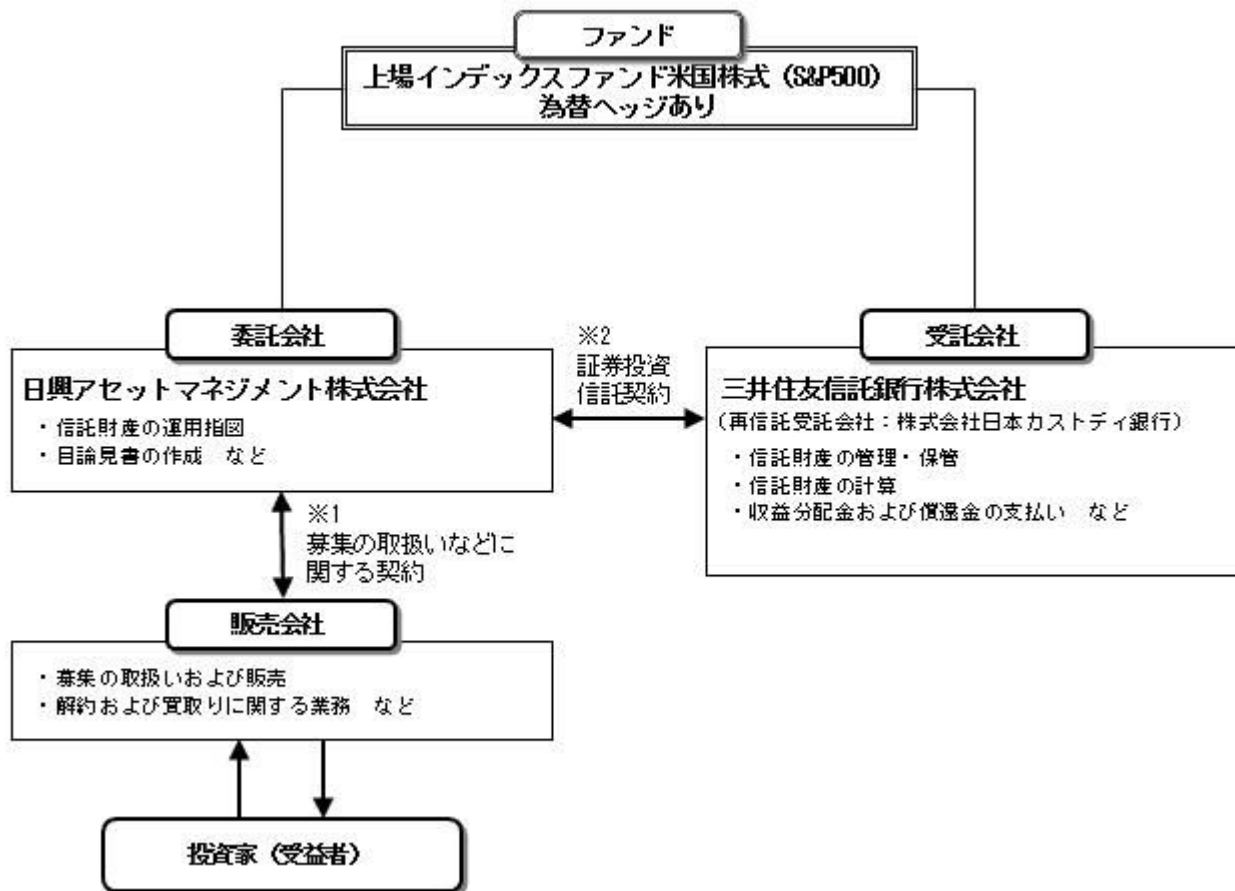 ファンド
上場インデックスファンド米国株式（S&P500）
為替ヘッジあり
委託会社
日興アセットマネジメント株式会社
・信託財産の運用指図
・目論見書の作成　など
※2
証券投資
信託契約
受託会社
三井住友信託銀行株式会社
（再信託受託会社：株式会社日本カストディ銀行）
・信託財産の管理・保管
・信託財産の計算
・収益分配金および償還金の支払い　など
※1
募集の取扱いなどに
関する契約
販売会社
・募集の取扱いおよび販売
・解約および買取りに関する業務　など
投資家（受益者）